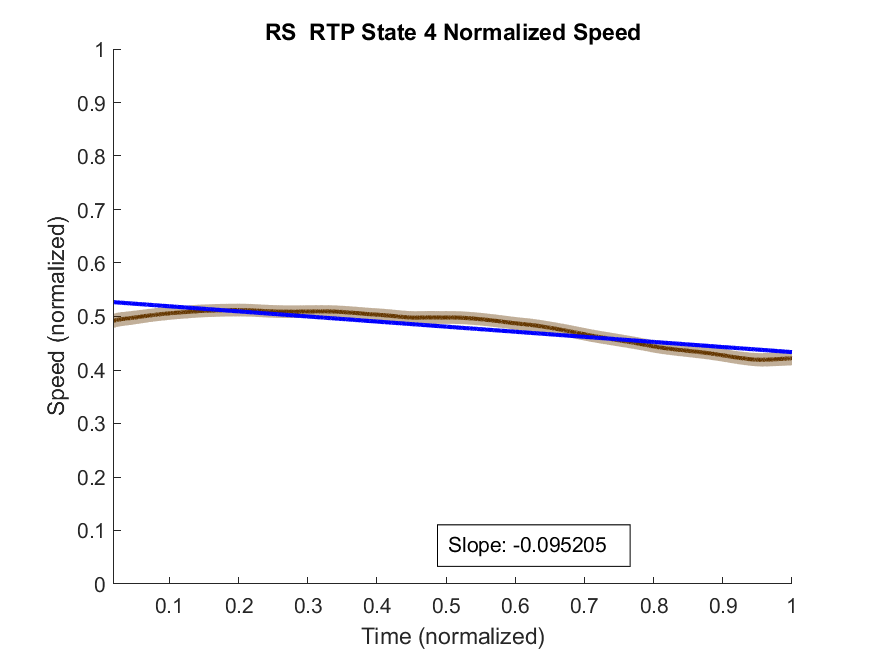 RS  RTP State 4 Normalized Speed
1
0.9
0.8
0.7
0.6
0.5
0.4
0.3
0.2
0.1
0
Speed (normalized)
Slope: -0.095205
0.1 0.2 0.3 0.4 0.5 0.6 0.7 0.8 0.9 1
Time (normalized)